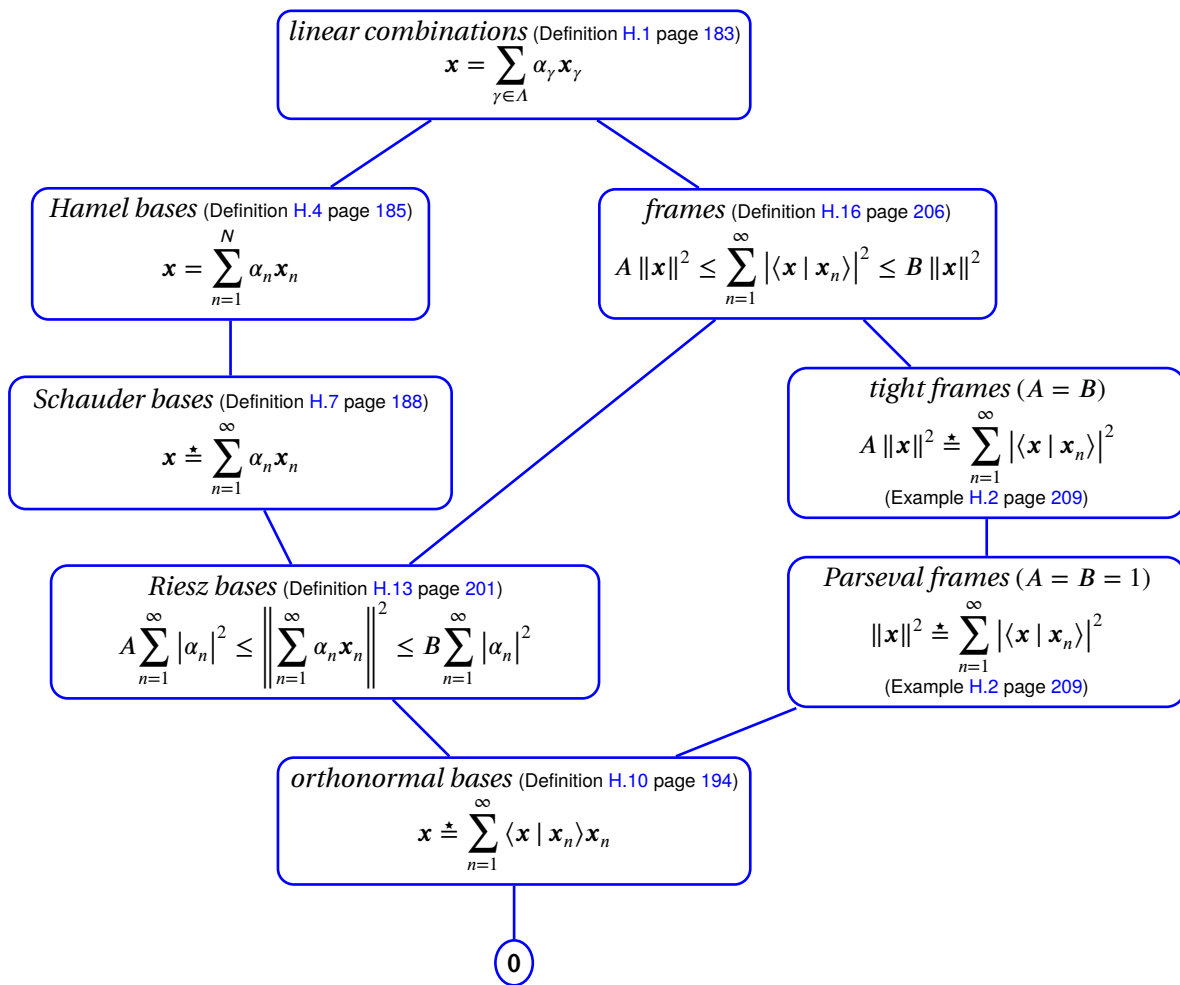 linear combinations (Definition H.1 page 183)
𝒙 = ∑_{γ∈Λ} α_γ 𝒙_γ
Hamel bases (Definition H.4 page 185)
𝒙 = ∑_{n=1}^{N} α_n 𝒙_n
frames (Definition H.16 page 206)
A ‖𝒙‖² ≤ ∑_{n=1}^{∞} |⟨𝒙 | 𝒙_n⟩|² ≤ B ‖𝒙‖²
Schauder bases (Definition H.7 page 188)
𝒙 ≛ ∑_{n=1}^{∞} α_n 𝒙_n
tight frames (A = B)
A ‖𝒙‖² ≛ ∑_{n=1}^{∞} |⟨𝒙 | 𝒙_n⟩|²
(Example H.2 page 209)
Riesz bases (Definition H.13 page 201)
A ∑_{n=1}^{∞} |α_n|² ≤ ‖∑_{n=1}^{∞} α_n 𝒙_n‖² ≤ B ∑_{n=1}^{∞} |α_n|²
Parseval frames (A = B = 1)
‖𝒙‖² ≛ ∑_{n=1}^{∞} |⟨𝒙 | 𝒙_n⟩|²
(Example H.2 page 209)
orthonormal bases (Definition H.10 page 194)
𝒙 ≛ ∑_{n=1}^{∞} ⟨𝒙 | 𝒙_n⟩ 𝒙_n
0